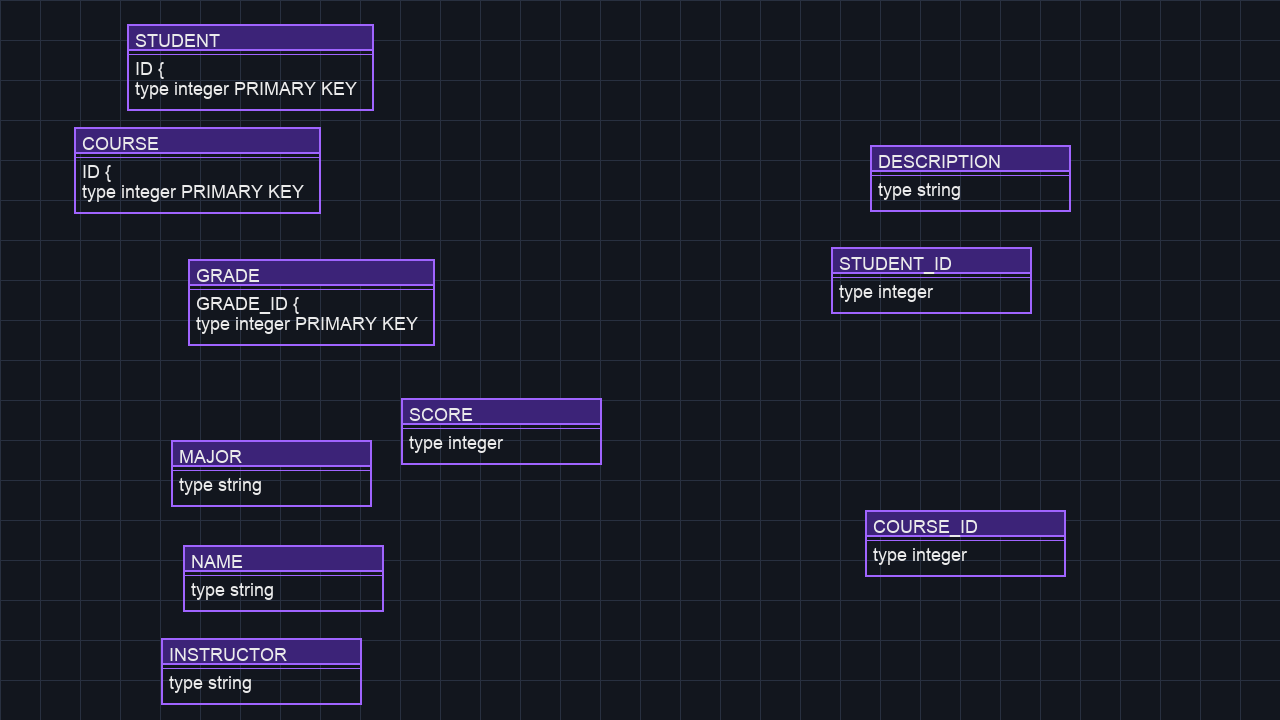 STUDENT
ID {
type integer PRIMARY KEY
COURSE
ID {
type integer PRIMARY KEY
DESCRIPTION
type string
STUDENT_ID
type integer
GRADE
GRADE_ID {
type integer PRIMARY KEY
SCORE
type integer
MAJOR
type string
COURSE_ID
type integer
NAME
type string
INSTRUCTOR
type string